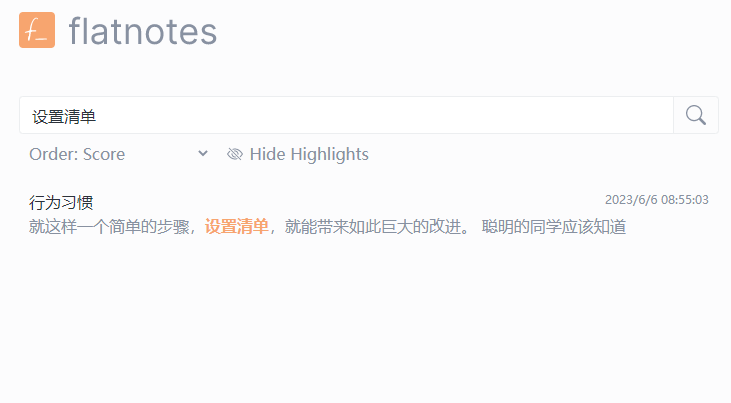 f_ flatnotes
设置清单
Order: Score Hide Highlights
行为习惯 2023/6/6 08:55:03
就这样一个简单的步骤，设置清单，就能带来如此巨大的改进。 聪明的同学应该知道